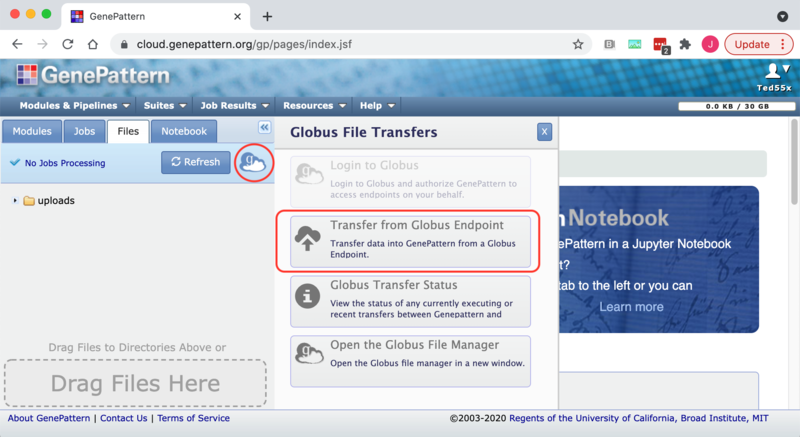 GenePattern
cloud.genepattern.org/gp/pages/index.jsf
2
J
Update
GenePattern
Ted55x
Modules & Pipelines
Suites
Job Results
Resources
Help
0.0 KB / 30 GB
Modules
Jobs
Files
Notebook
No Jobs Processing
Refresh
g
uploads
Drag Files to Directories Above or
Drag Files Here
Globus File Transfers
X
Login to Globus
Login to Globus and authorize GenePattern to
access endpoints on your behalf.
Transfer from Globus Endpoint
Transfer data into GenePattern from a Globus
Endpoint.
Globus Transfer Status
View the status of any currently executing or
recent transfers between Genepattern and
Open the Globus File Manager
Open the Globus file manager in a new window.
n Notebook
ePattern in a Jupyter Notebook
t?
tab to the left or you can
Learn more
About GenePattern | Contact Us | Terms of Service
©2003-2020 Regents of the University of California, Broad Institute, MIT